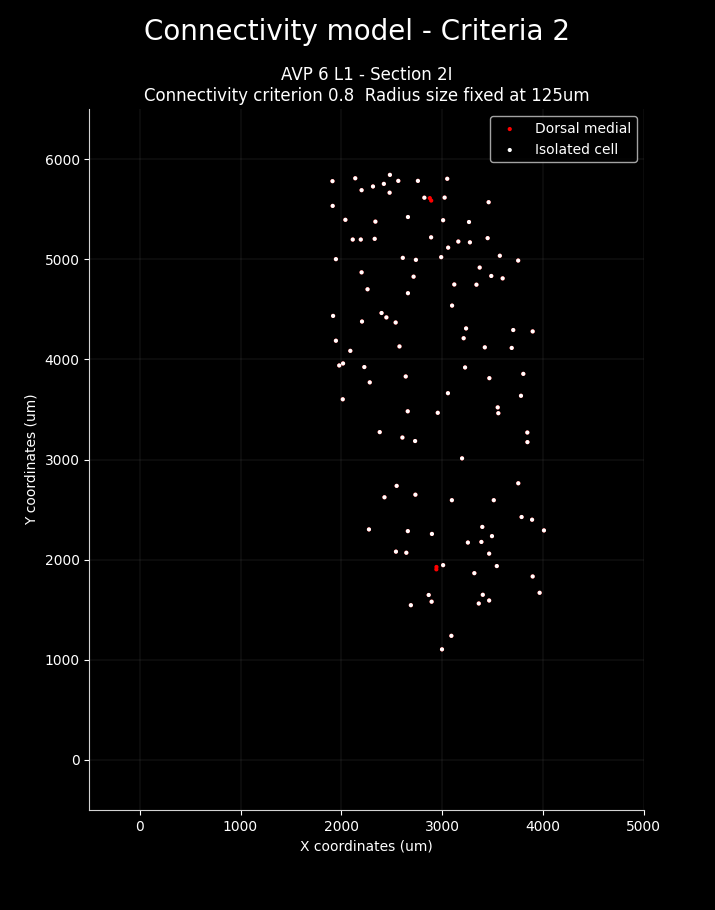 Connectivity model - Criteria 2
AVP 6 L1 - Section 2I
Connectivity criterion 0.8  Radius size fixed at 125um
Dorsal medial
Isolated cell
6000
5000
4000
3000
2000
1000
0
Y coordinates (um)
0 1000 2000 3000 4000 5000
X coordinates (um)